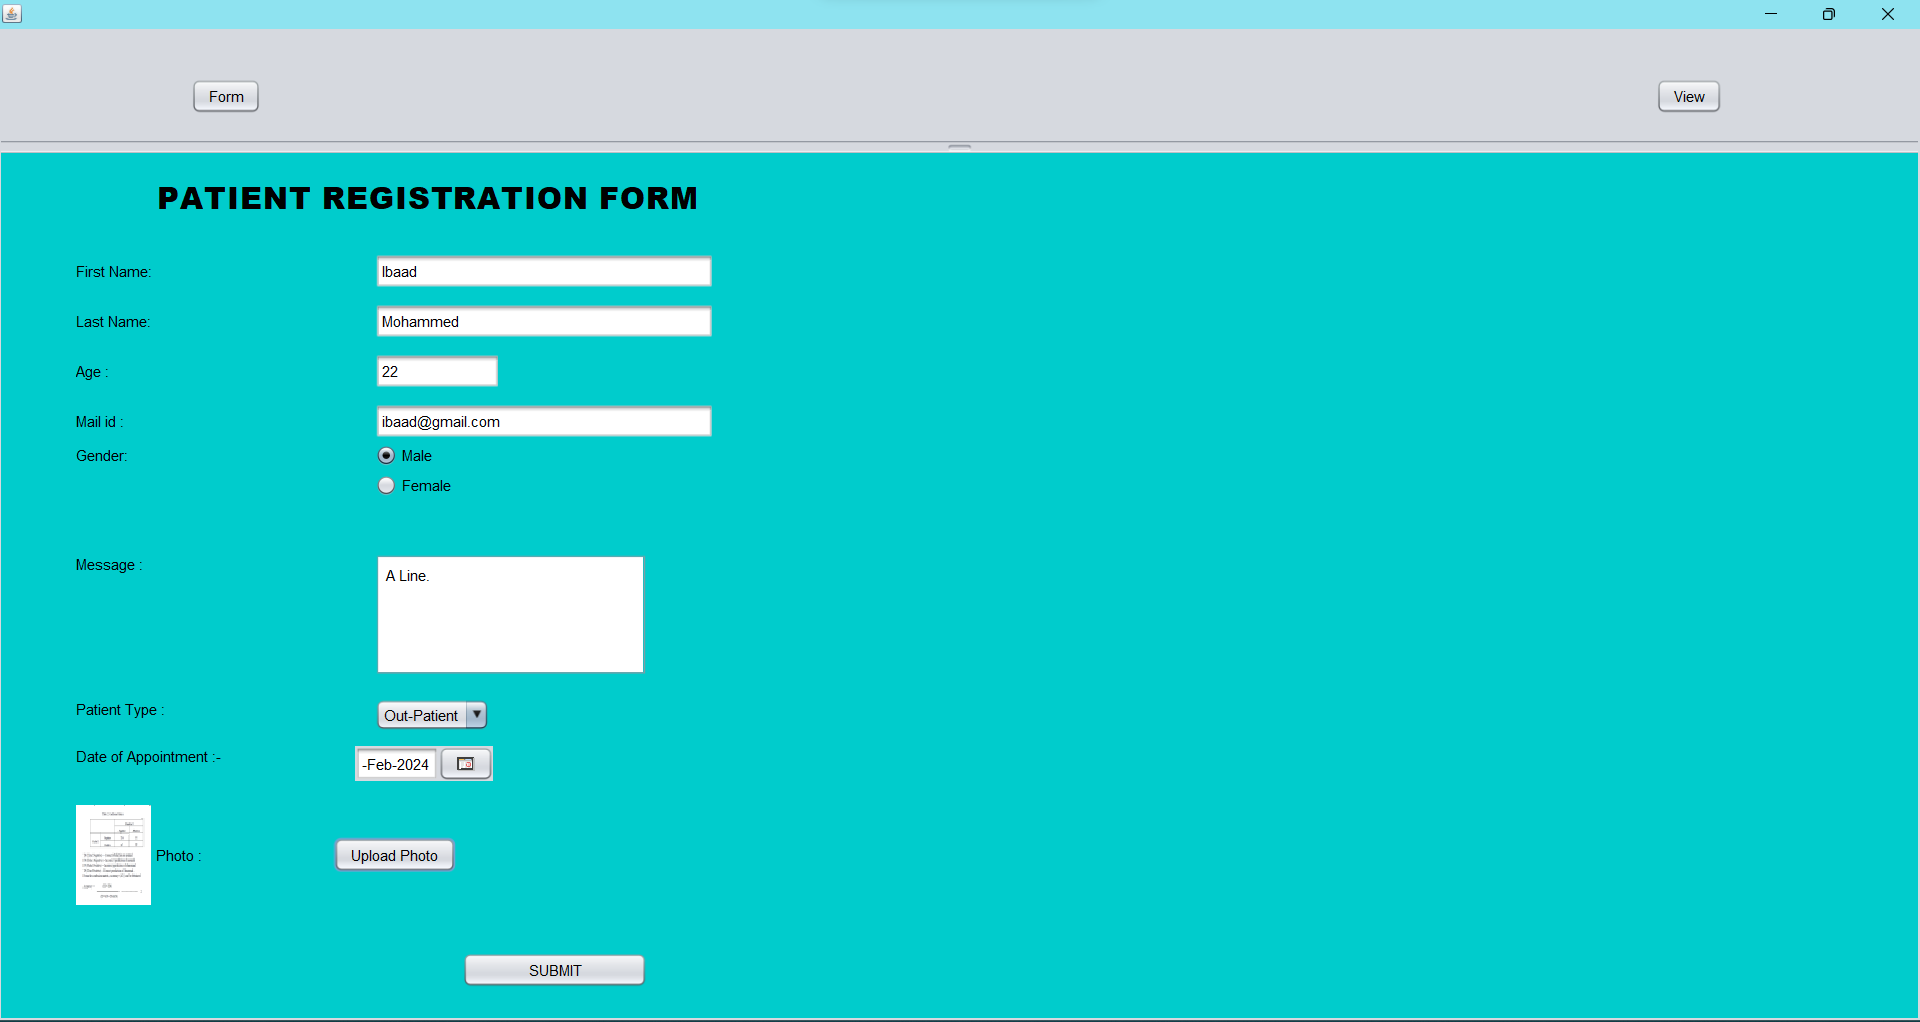 Form
View
PATIENT REGISTRATION FORM
First Name: Ibaad
Last Name: Mohammed
Age : 22
Mail id : ibaad@gmail.com
Gender: Male
Female
Message : A Line.
Patient Type : Out-Patient
Date of Appointment :- -Feb-2024
Photo : Upload Photo
SUBMIT